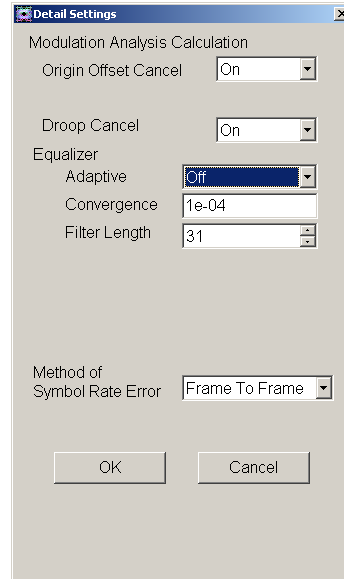 Detail Settings
Modulation Analysis Calculation
Origin Offset Cancel On
Droop Cancel On
Equalizer
Adaptive Off
Convergence 1e-04
Filter Length 31
Method of
Symbol Rate Error Frame To Frame
OK Cancel